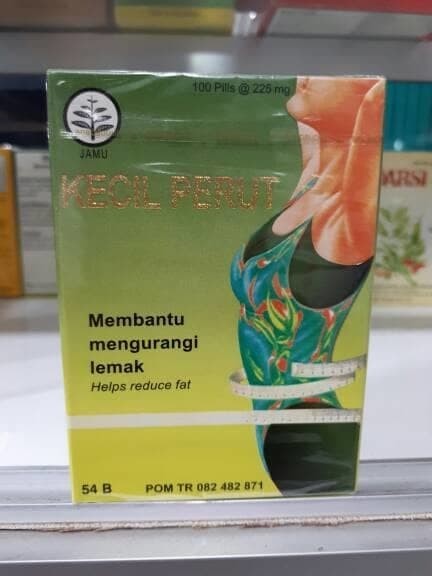 100 Pills @ 225 mg
JAMU
KECIL PERUT
Membantu
mengurangi
lemak
Helps reduce fat
54 B
POM TR 082 482 871